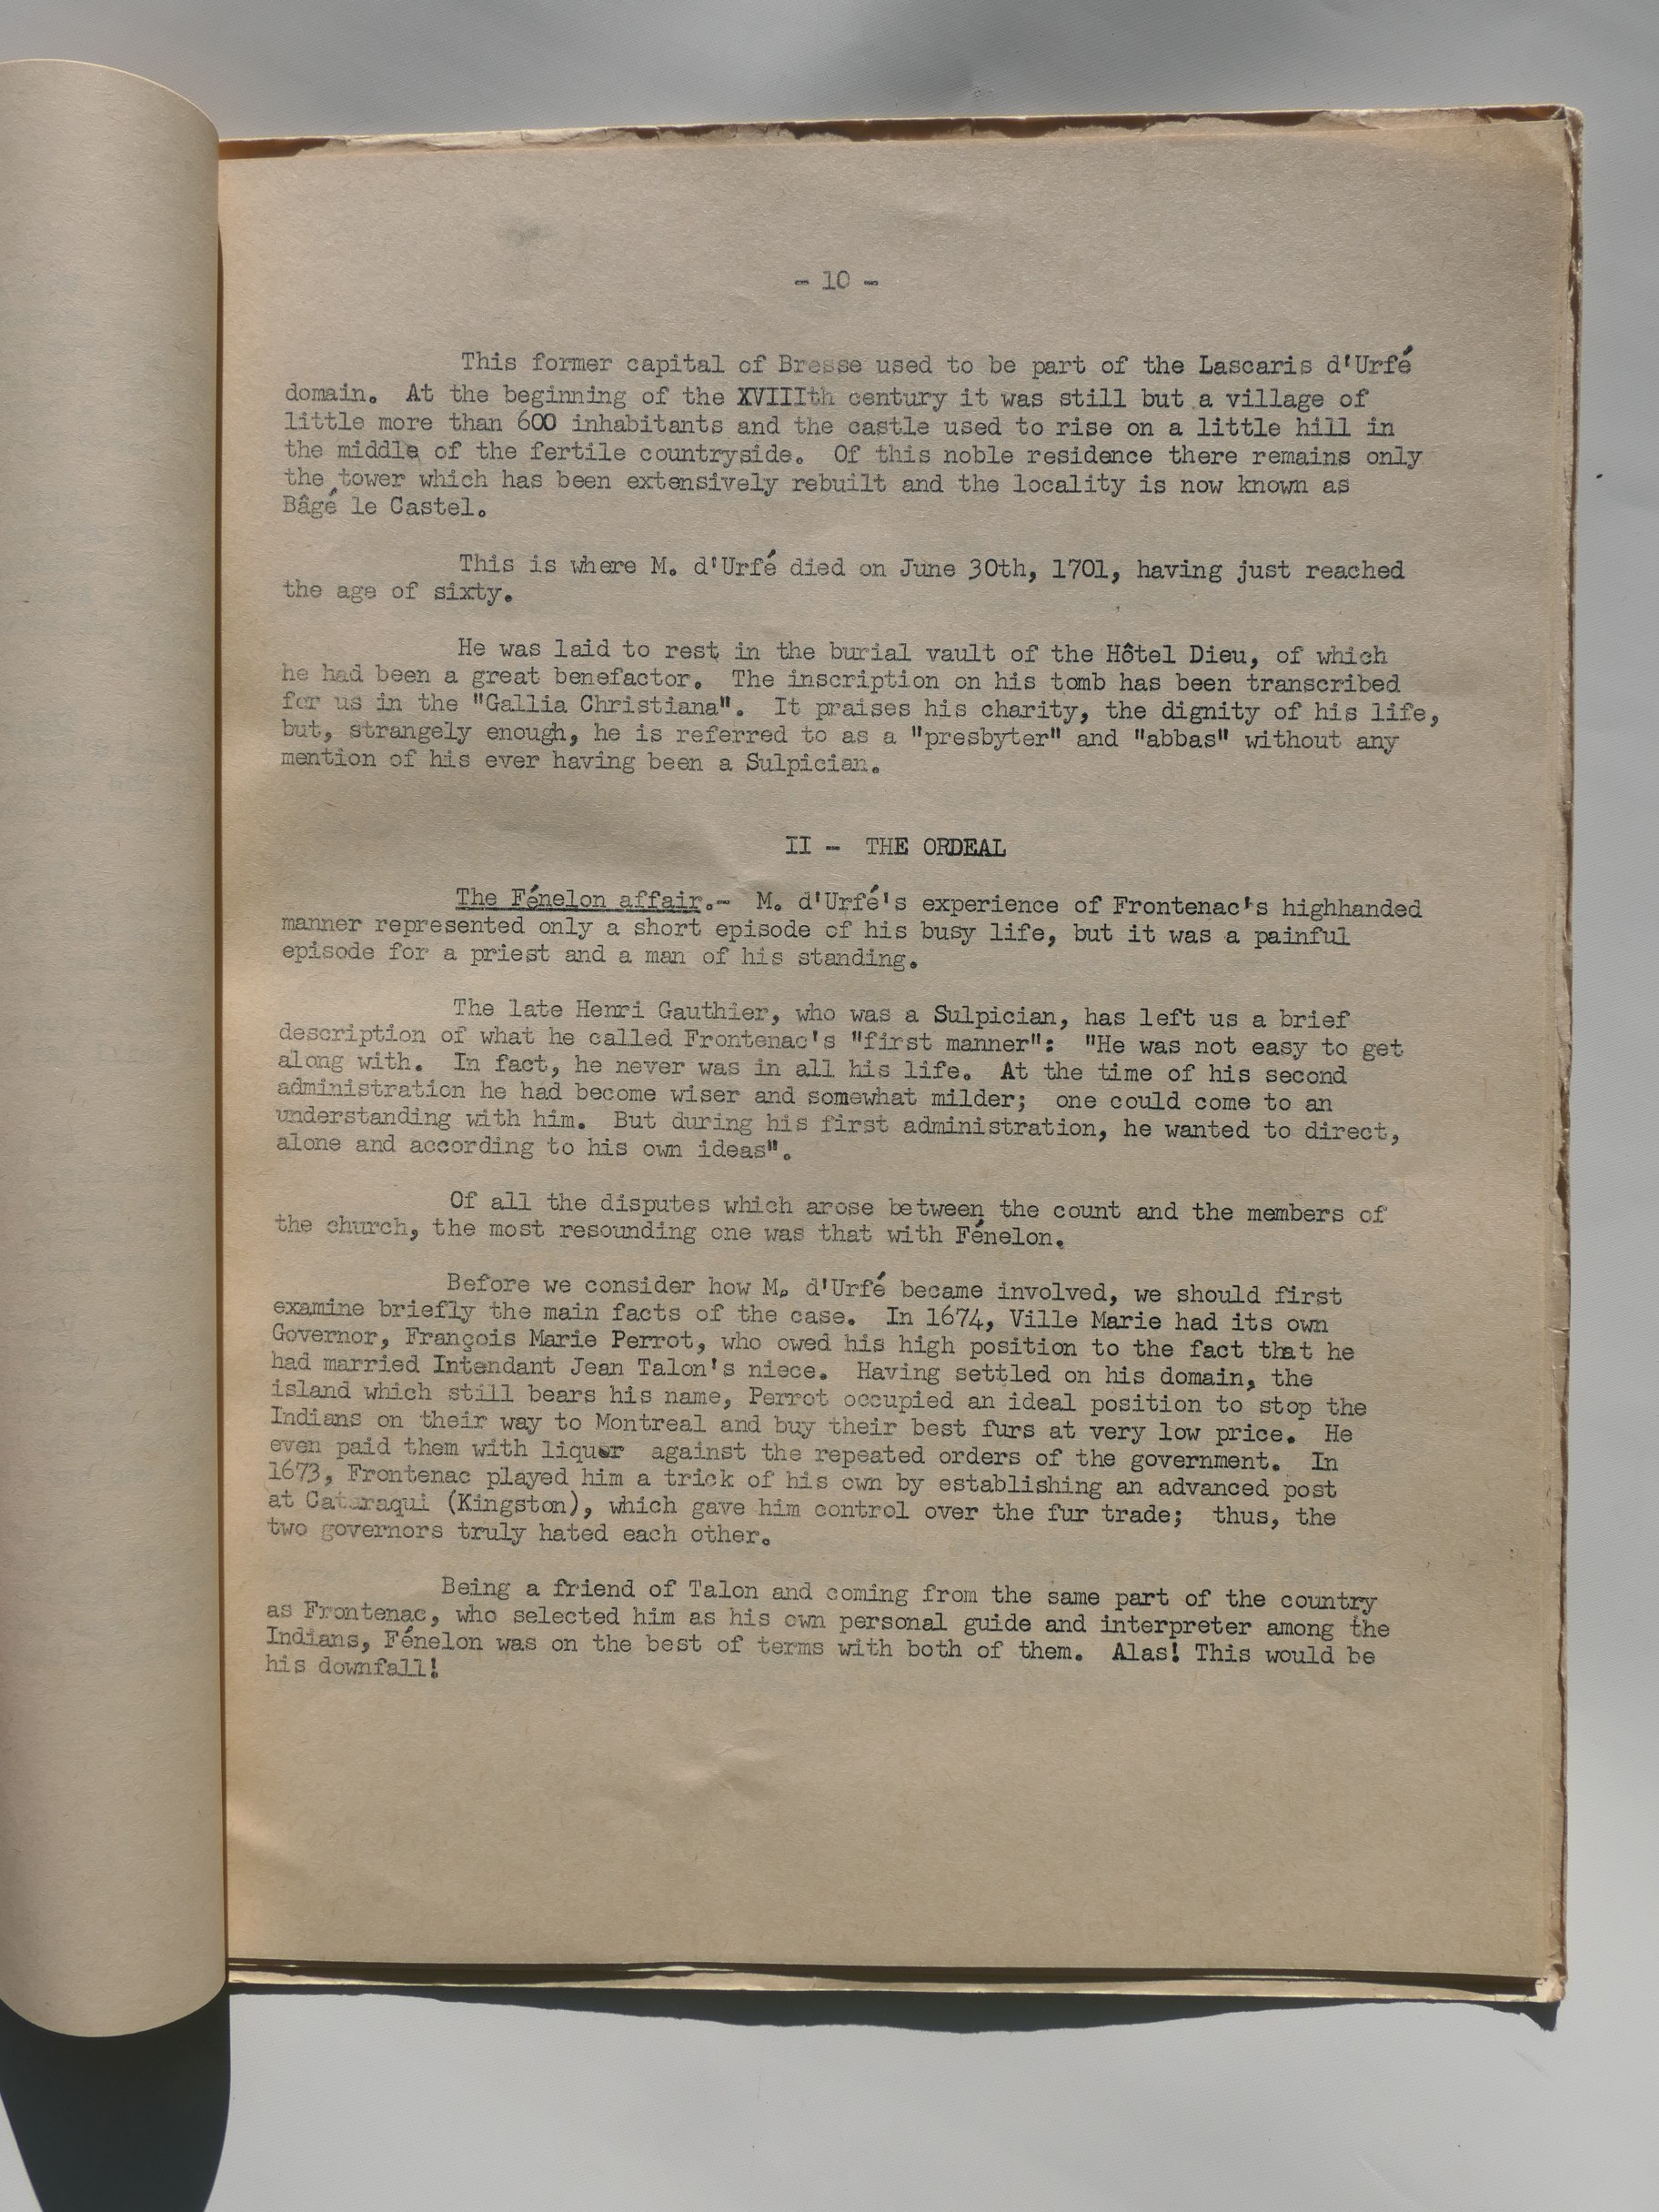 - 10 -
This former capital of Bresse used to be part of the Lascaris d'Urfé
domain. At the beginning of the XVIIIth century it was still but a village of
little more than 600 inhabitants and the castle used to rise on a little hill in
the middle of the fertile countryside. Of this noble residence there remains only
the tower which has been extensively rebuilt and the locality is now known as
Bâgé le Castel.
This is where M. d'Urfé died on June 30th, 1701, having just reached
the age of sixty.
He was laid to rest in the burial vault of the Hôtel Dieu, of which
he had been a great benefactor. The inscription on his tomb has been transcribed
for us in the "Gallia Christiana". It praises his charity, the dignity of his life,
but, strangely enough, he is referred to as a "presbyter" and "abbas" without any
mention of his ever having been a Sulpician.
II - THE ORDEAL
The Fénelon affair.- M. d'Urfé's experience of Frontenac's highhanded
manner represented only a short episode of his busy life, but it was a painful
episode for a priest and a man of his standing.
The late Henri Gauthier, who was a Sulpician, has left us a brief
description of what he called Frontenac's "first manner": "He was not easy to get
along with. In fact, he never was in all his life. At the time of his second
administration he had become wiser and somewhat milder; one could come to an
understanding with him. But during his first administration, he wanted to direct,
alone and according to his own ideas".
Of all the disputes which arose between the count and the members of
the church, the most resounding one was that with Fénelon.
Before we consider how M. d'Urfé became involved, we should first
examine briefly the main facts of the case. In 1674, Ville Marie had its own
Governor, François Marie Perrot, who owed his high position to the fact that he
had married Intendant Jean Talon's niece. Having settled on his domain, the
island which still bears his name, Perrot occupied an ideal position to stop the
Indians on their way to Montreal and buy their best furs at very low price. He
even paid them with liquor against the repeated orders of the government. In
1673, Frontenac played him a trick of his own by establishing an advanced post
at Cataraqui (Kingston), which gave him control over the fur trade; thus, the
two governors truly hated each other.
Being a friend of Talon and coming from the same part of the country
as Frontenac, who selected him as his own personal guide and interpreter among the
Indians, Fénelon was on the best of terms with both of them. Alas! This would be
his downfall!